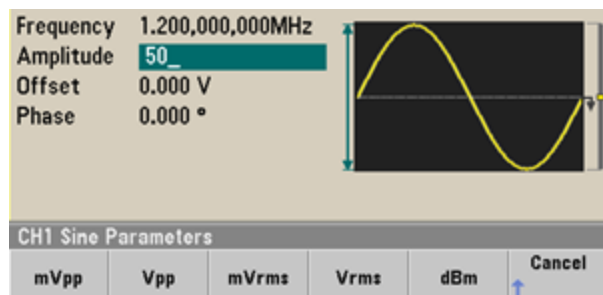 Frequency 1.200,000,000MHz
Amplitude 50_
Offset 0.000 V
Phase 0.000 °
CH1 Sine Parameters
mVpp Vpp mVrms Vrms dBm Cancel